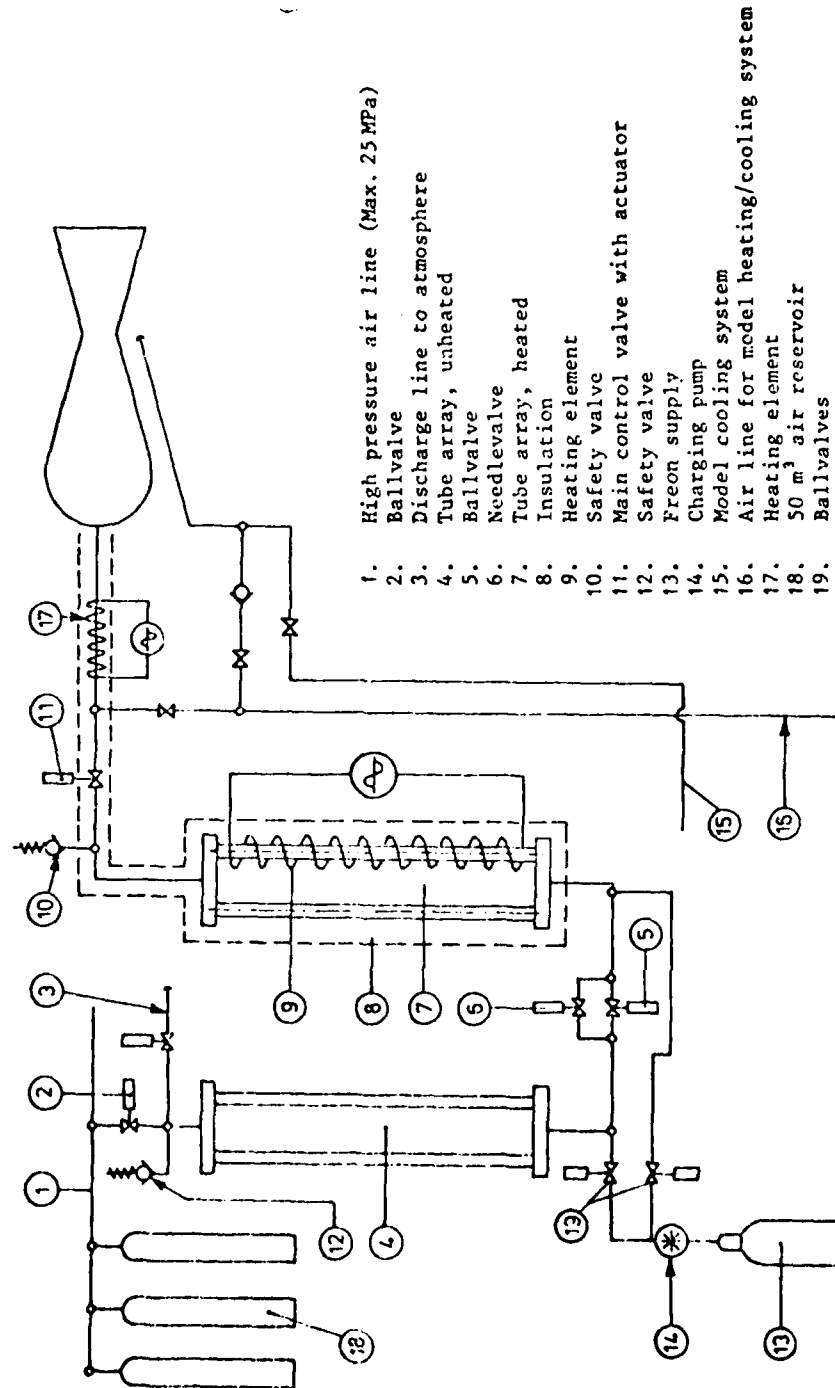 17
11
10
3
2
1
12
4
18
9
8
7
6
5
19
14
13
15
16
1. High pressure air line (Max. 25 MPa)
2. Ballvalve
3. Discharge line to atmosphere
4. Tube array, unheated
5. Ballvalve
6. Needlevalve
7. Tube array, heated
8. Insulation
9. Heating element
10. Safety valve
11. Main control valve with actuator
12. Safety valve
13. Freon supply
14. Charging pump
15. Model cooling system
16. Air line for model heating/cooling system
17. Heating element
18. 50 m³ air reservoir
19. Ballvalves